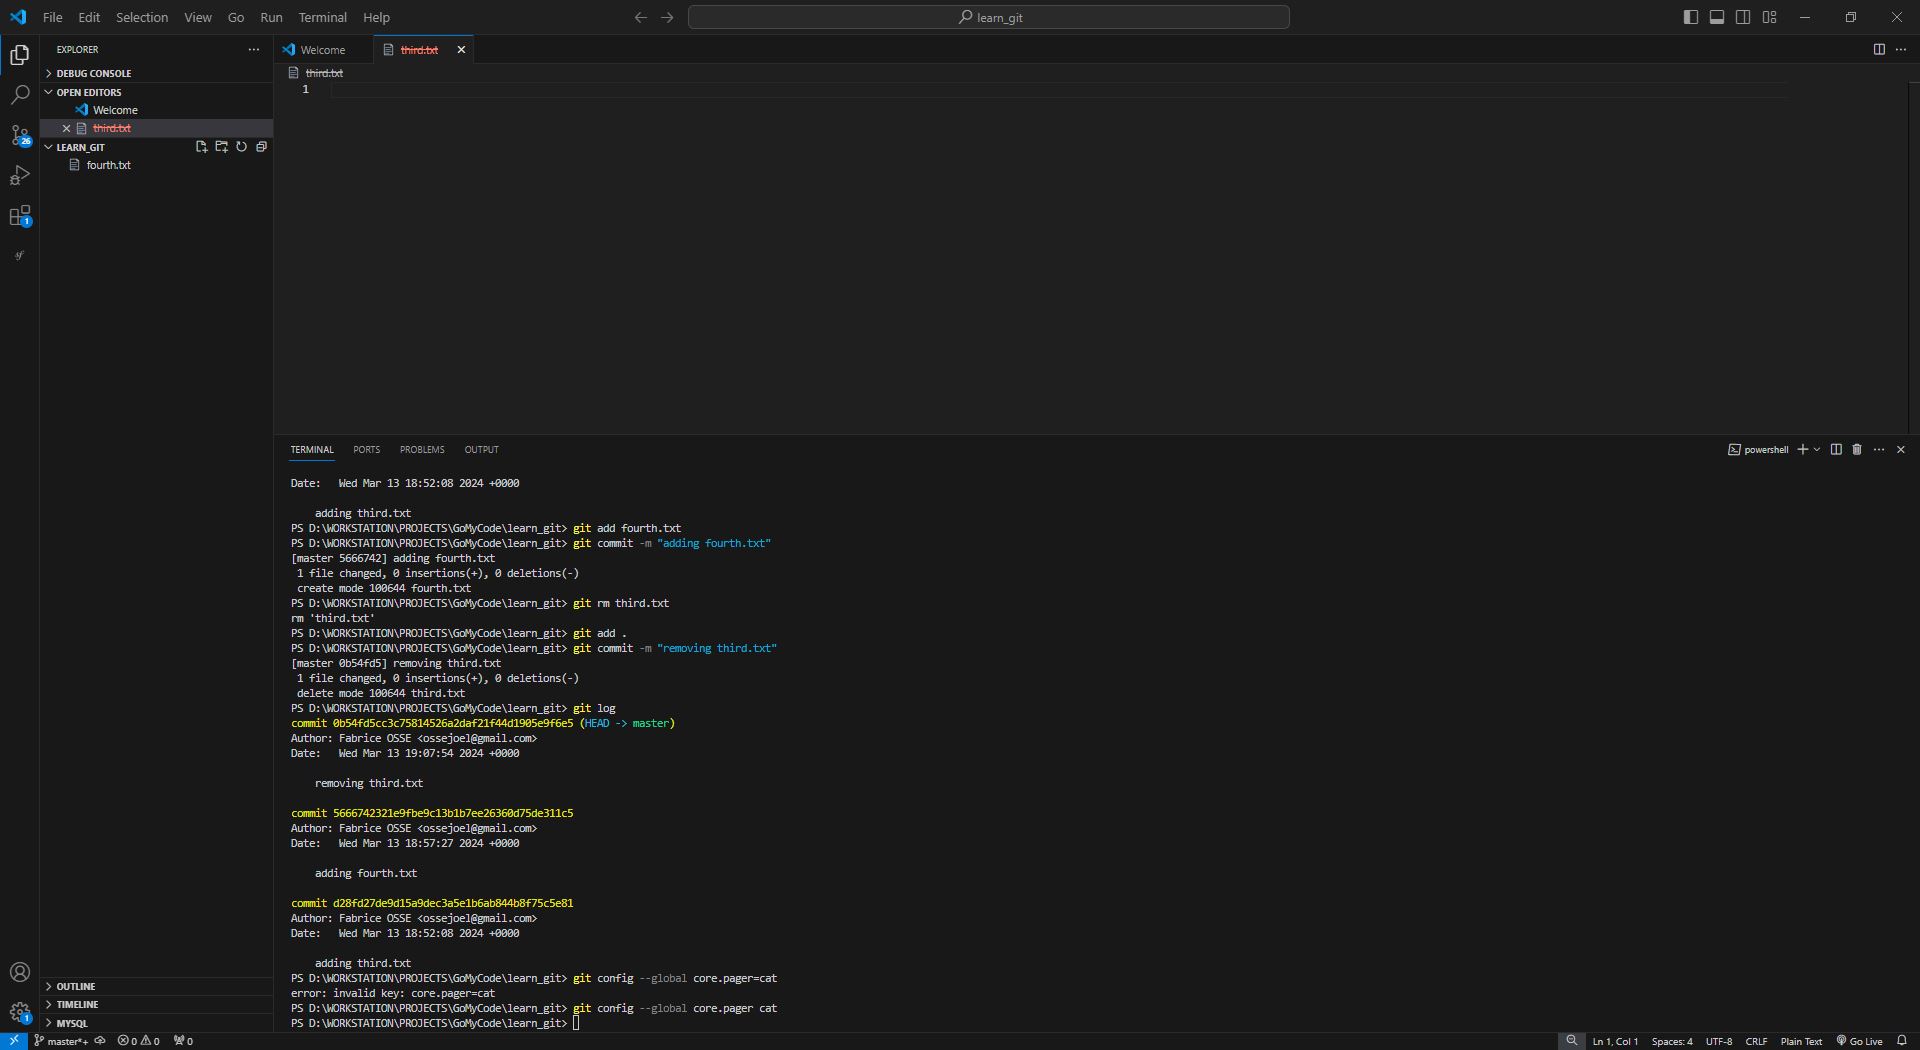 File Edit Selection View Go Run Terminal Help
learn_git
EXPLORER
DEBUG CONSOLE
OPEN EDITORS
Welcome
third.txt
LEARN_GIT
fourth.txt
26
1
sf
OUTLINE
TIMELINE
MYSQL
1
Welcome
third.txt
third.txt
1
TERMINAL PORTS PROBLEMS OUTPUT
powershell
Date:   Wed Mar 13 18:52:08 2024 +0000
adding third.txt
PS D:\WORKSTATION\PROJECTS\GoMyCode\learn_git> git add fourth.txt
PS D:\WORKSTATION\PROJECTS\GoMyCode\learn_git> git commit -m "adding fourth.txt"
[master 5666742] adding fourth.txt
1 file changed, 0 insertions(+), 0 deletions(-)
create mode 100644 fourth.txt
PS D:\WORKSTATION\PROJECTS\GoMyCode\learn_git> git rm third.txt
rm 'third.txt'
PS D:\WORKSTATION\PROJECTS\GoMyCode\learn_git> git add .
PS D:\WORKSTATION\PROJECTS\GoMyCode\learn_git> git commit -m "removing third.txt"
[master 0b54fd5] removing third.txt
1 file changed, 0 insertions(+), 0 deletions(-)
delete mode 100644 third.txt
PS D:\WORKSTATION\PROJECTS\GoMyCode\learn_git> git log
commit 0b54fd5cc3c75814526a2daf21f44d1905e9f6e5 (HEAD -> master)
Author: Fabrice OSSE <ossejoel@gmail.com>
Date:   Wed Mar 13 19:07:54 2024 +0000
removing third.txt
commit 5666742321e9fbe9c13b1b7ee26360d75de311c5
Author: Fabrice OSSE <ossejoel@gmail.com>
Date:   Wed Mar 13 18:57:27 2024 +0000
adding fourth.txt
commit d28fd27de9d15a9dec3a5e1b6ab844b8f75c5e81
Author: Fabrice OSSE <ossejoel@gmail.com>
Date:   Wed Mar 13 18:52:08 2024 +0000
adding third.txt
PS D:\WORKSTATION\PROJECTS\GoMyCode\learn_git> git config --global core.pager=cat
error: invalid key: core.pager=cat
PS D:\WORKSTATION\PROJECTS\GoMyCode\learn_git> git config --global core.pager cat
PS D:\WORKSTATION\PROJECTS\GoMyCode\learn_git>
master*+ 0 0 0 Ln 1, Col 1 Spaces: 4 UTF-8 CRLF Plain Text Go Live